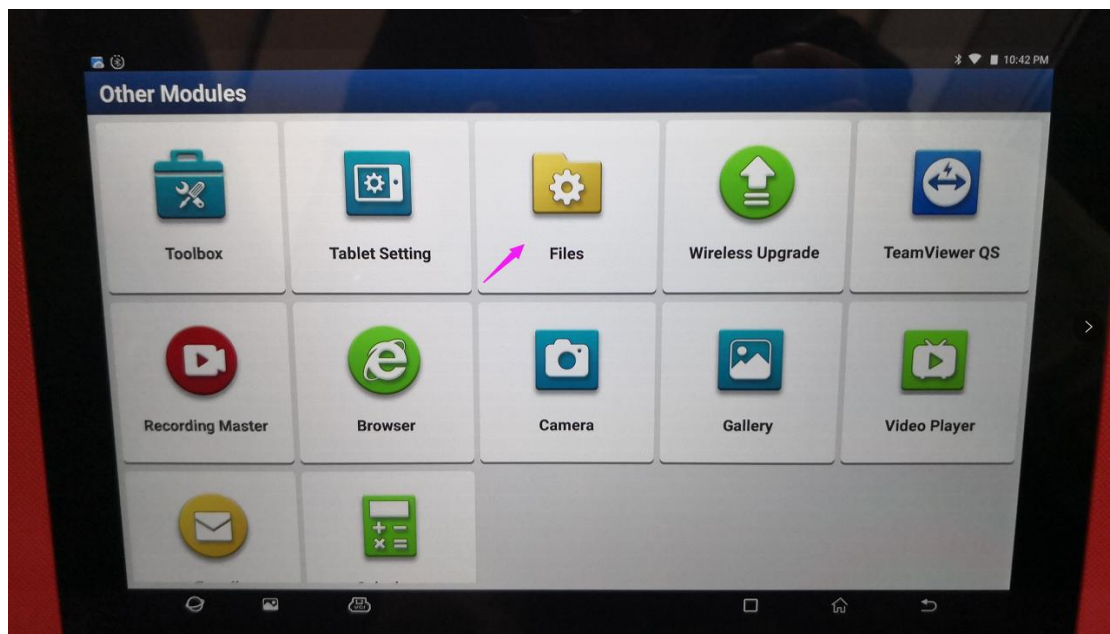 10:42 PM
Other Modules
Toolbox
Tablet Setting
Files
Wireless Upgrade
TeamViewer QS
Recording Master
Browser
Camera
Gallery
Video Player
VCI